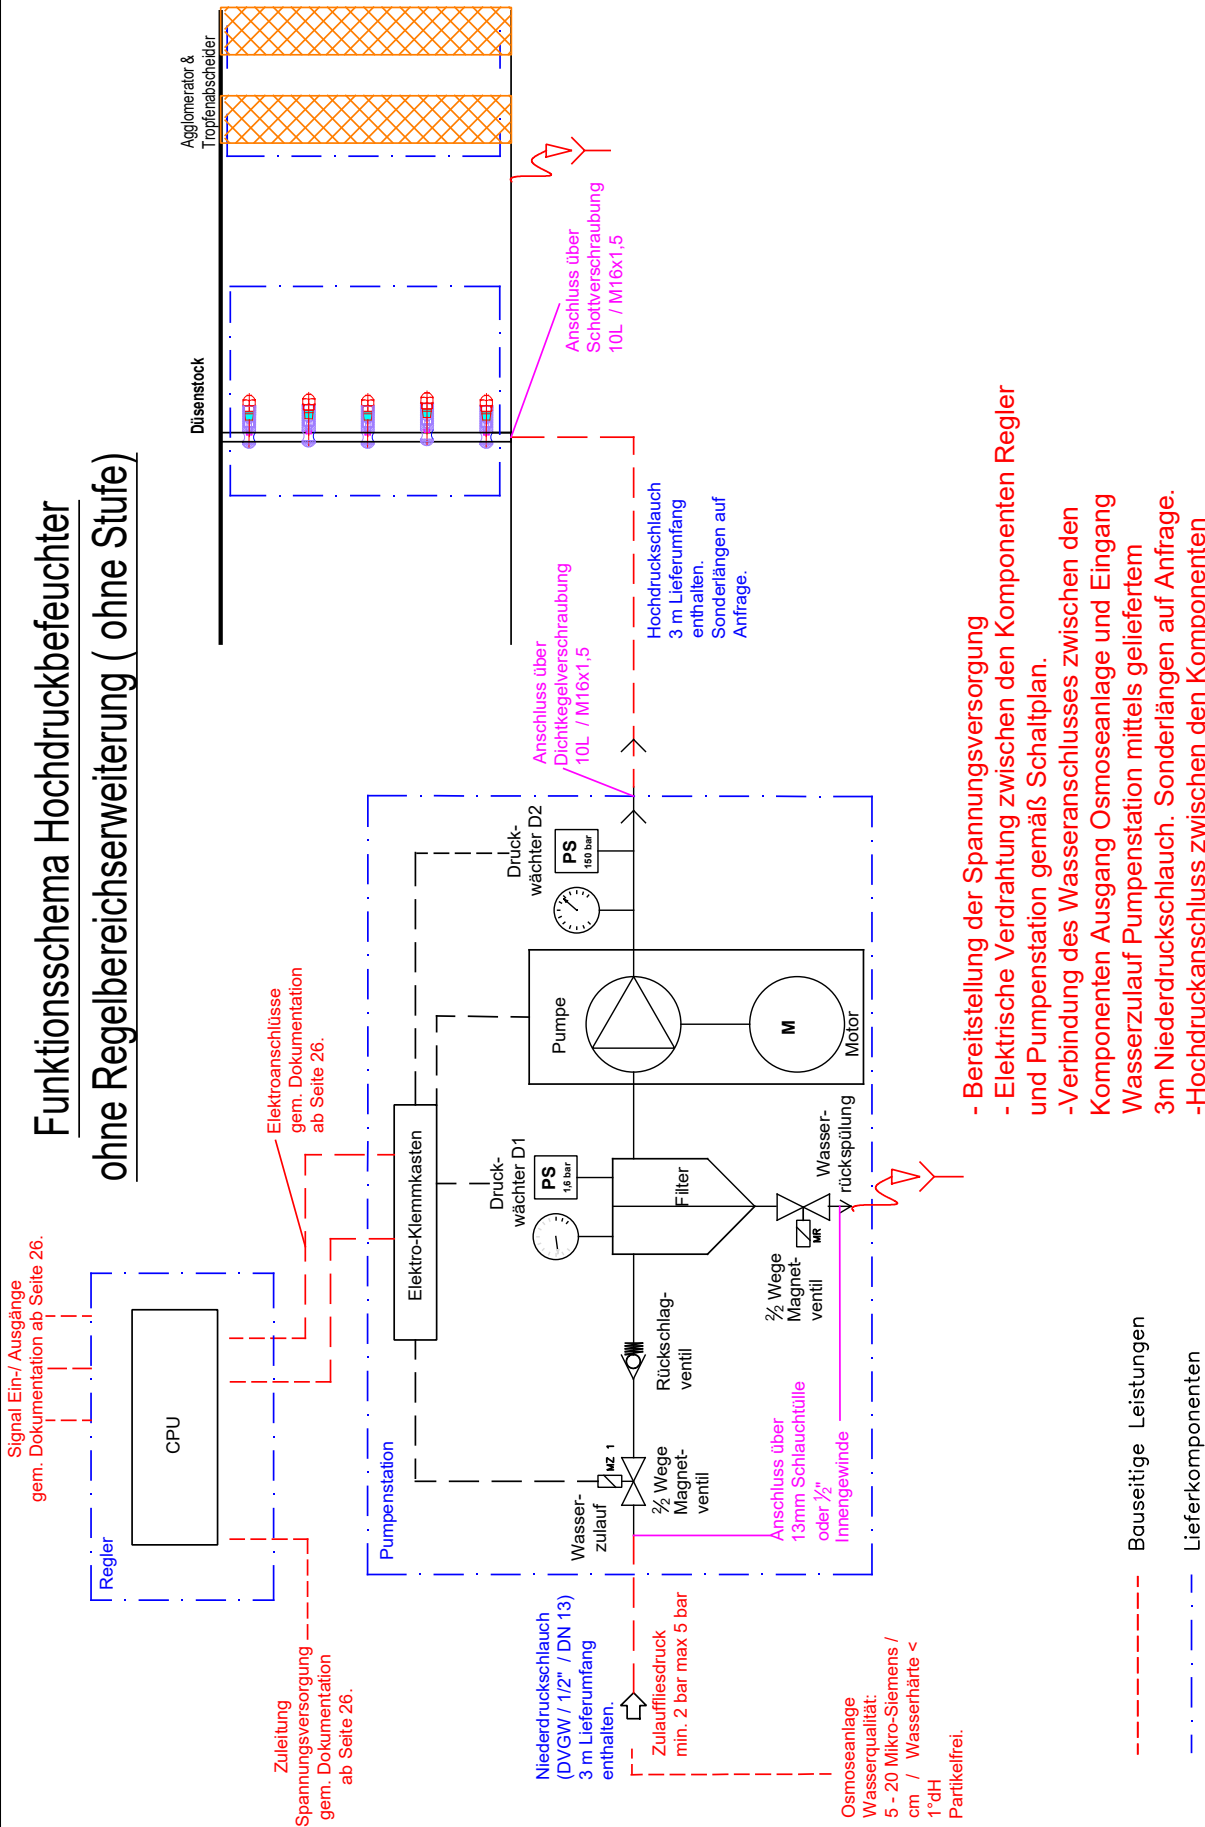 Funktionsschema Hochdruckbefeuchter
ohne Regelbereichserweiterung ( ohne Stufe)
Signal Ein-/ Ausgänge
gem. Dokumentation ab Seite 26.
Regler
CPU
Zuleitung
Spannungsversorgung
gem. Dokumentation
ab Seite 26.
Elektroanschlüsse
gem. Dokumentation
ab Seite 26.
Pumpenstation
Elektro-Klemmkasten
Wasser-
zulauf
MZ 1
2/2 Wege
Magnet-
ventil
Rückschlag-
ventil
Druck-
wächter D1
PS
1,6 bar
Filter
2/2 Wege
Magnet-
ventil
MR
Wasser-
rückspülung
Pumpe
M
Motor
Druck-
wächter D2
PS
150 bar
Anschluss über
13mm Schlauchtülle
oder 1/2"
Innengewinde
Niederdruckschlauch
(DVGW / 1/2" / DN 13)
3 m Lieferumfang
enthalten.
Zulauffliesdruck
min. 2 bar max 5 bar
Osmoseanlage
Wasserqualität:
5 - 20 Mikro-Siemens /
cm / Wasserhärte <
1°dH
Partikelfrei.
Anschluss über
Dichtkegelverschraubung
10L / M16x1,5
Hochdruckschlauch
3 m Lieferumfang
enthalten.
Sonderlängen auf
Anfrage.
Düsenstock
Anschluss über
Schottverschraubung
10L / M16x1,5
Agglomerator &
Tropfenabscheider
- Bereitstellung der Spannungsversorgung
- Elektrische Verdrahtung zwischen den Komponenten Regler
und Pumpenstation gemäß Schaltplan.
-Verbindung des Wasseranschlusses zwischen den
Komponenten Ausgang Osmoseanlage und Eingang
Wasserzulauf Pumpenstation mittels geliefertem
3m Niederdruckschlauch. Sonderlängen auf Anfrage.
-Hochdruckanschluss zwischen den Komponenten
Bauseitige Leistungen
Lieferkomponenten